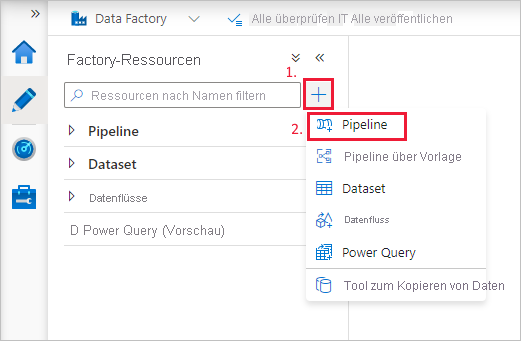 »
Data Factory
Alle überprüfen IT Alle veröffentlichen
Factory-Ressourcen
«
1.
Ressourcen nach Namen filtern
+
2.
Pipeline
Pipeline
Pipeline über Vorlage
Dataset
Dataset
Datenflüsse
Datenfluss
D Power Query (Vorschau)
Power Query
Tool zum Kopieren von Daten